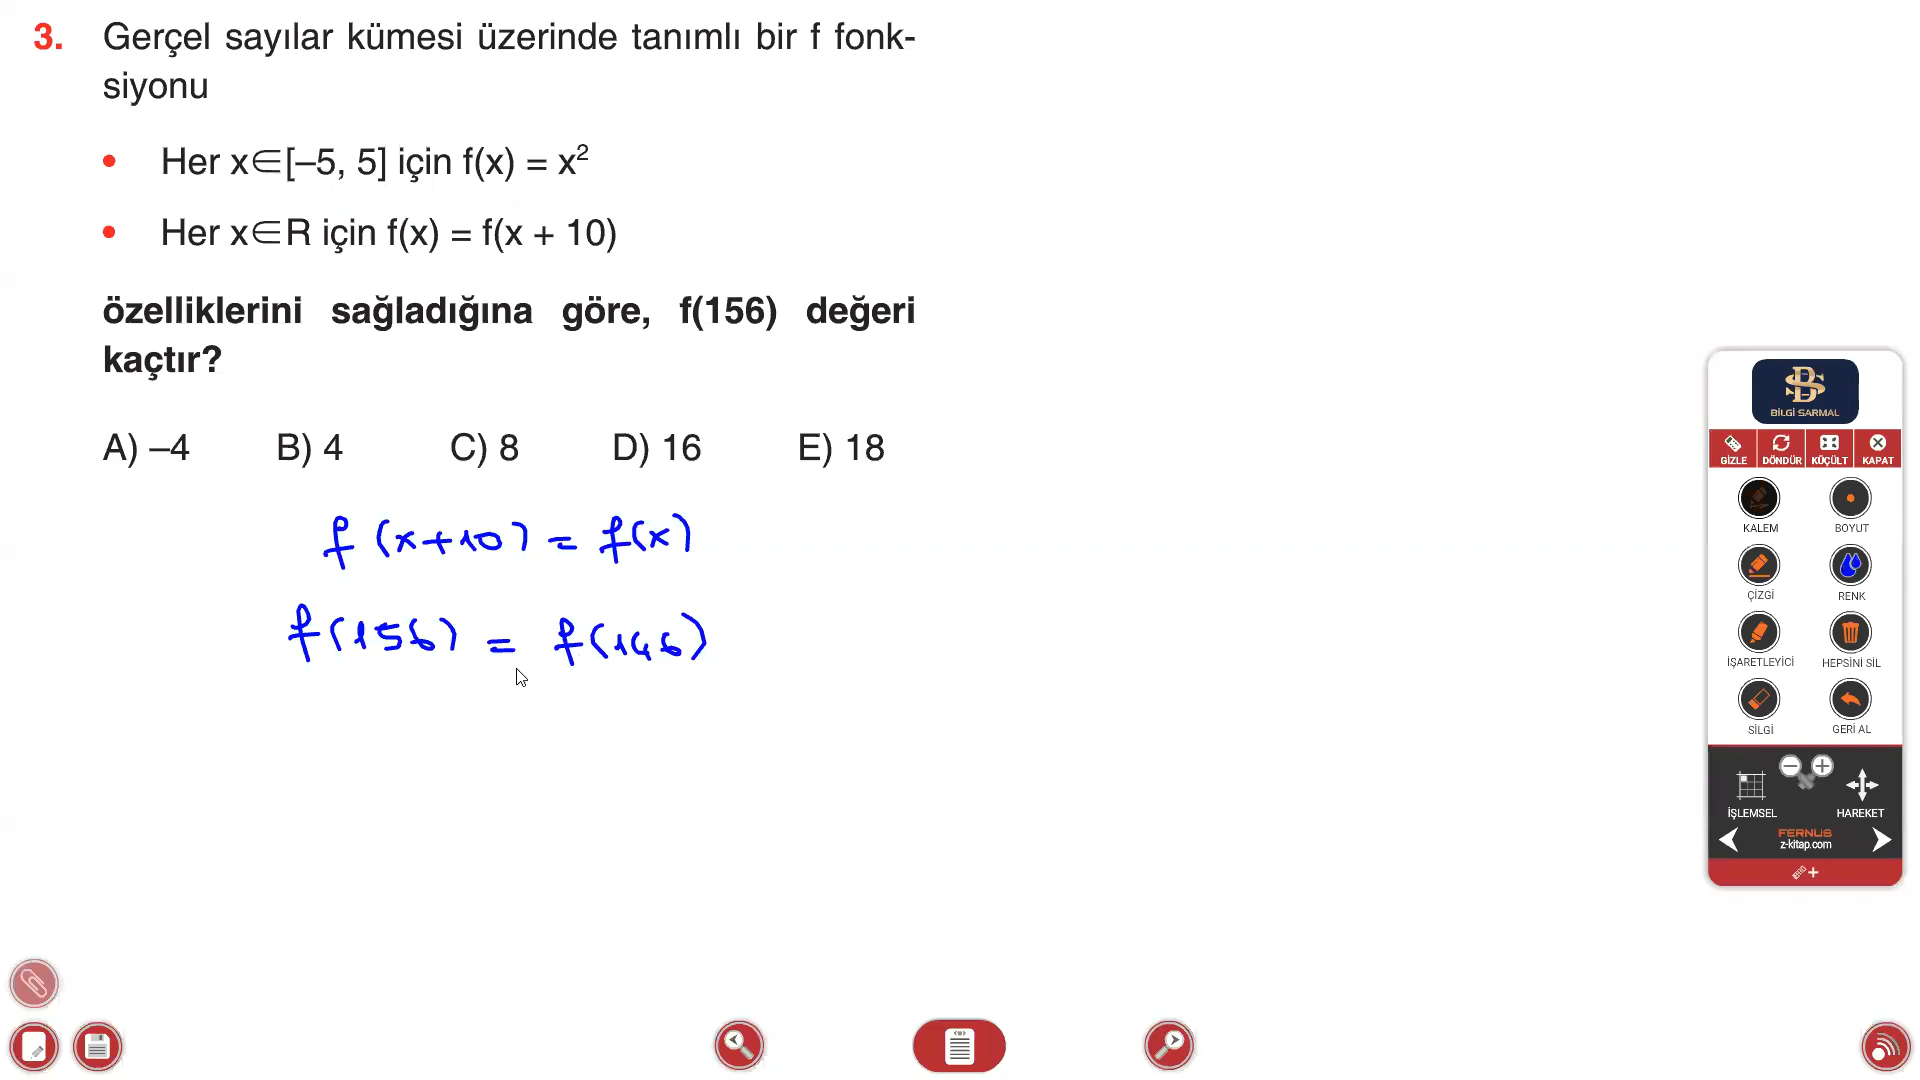 3. Gerçel sayılar kümesi üzerinde tanımlı bir f fonk-
siyonu
• Her x∈[–5, 5] için f(x) = x²
• Her x∈R için f(x) = f(x + 10)
özelliklerini sağladığına göre, f(156) değeri
kaçtır?
A) –4 B) 4 C) 8 D) 16 E) 18
f(x+10) = f(x)
f(156) = f(146)
BİLGİ SARMAL
GİZLE DÖNDÜR KÜÇÜLT KAPAT
KALEM BOYUT
ÇİZGİ RENK
İŞARETLEYİCİ HEPSİNİ SİL
SİLGİ GERİ AL
İŞLEMSEL HAREKET
FERNUS
z-kitap.com